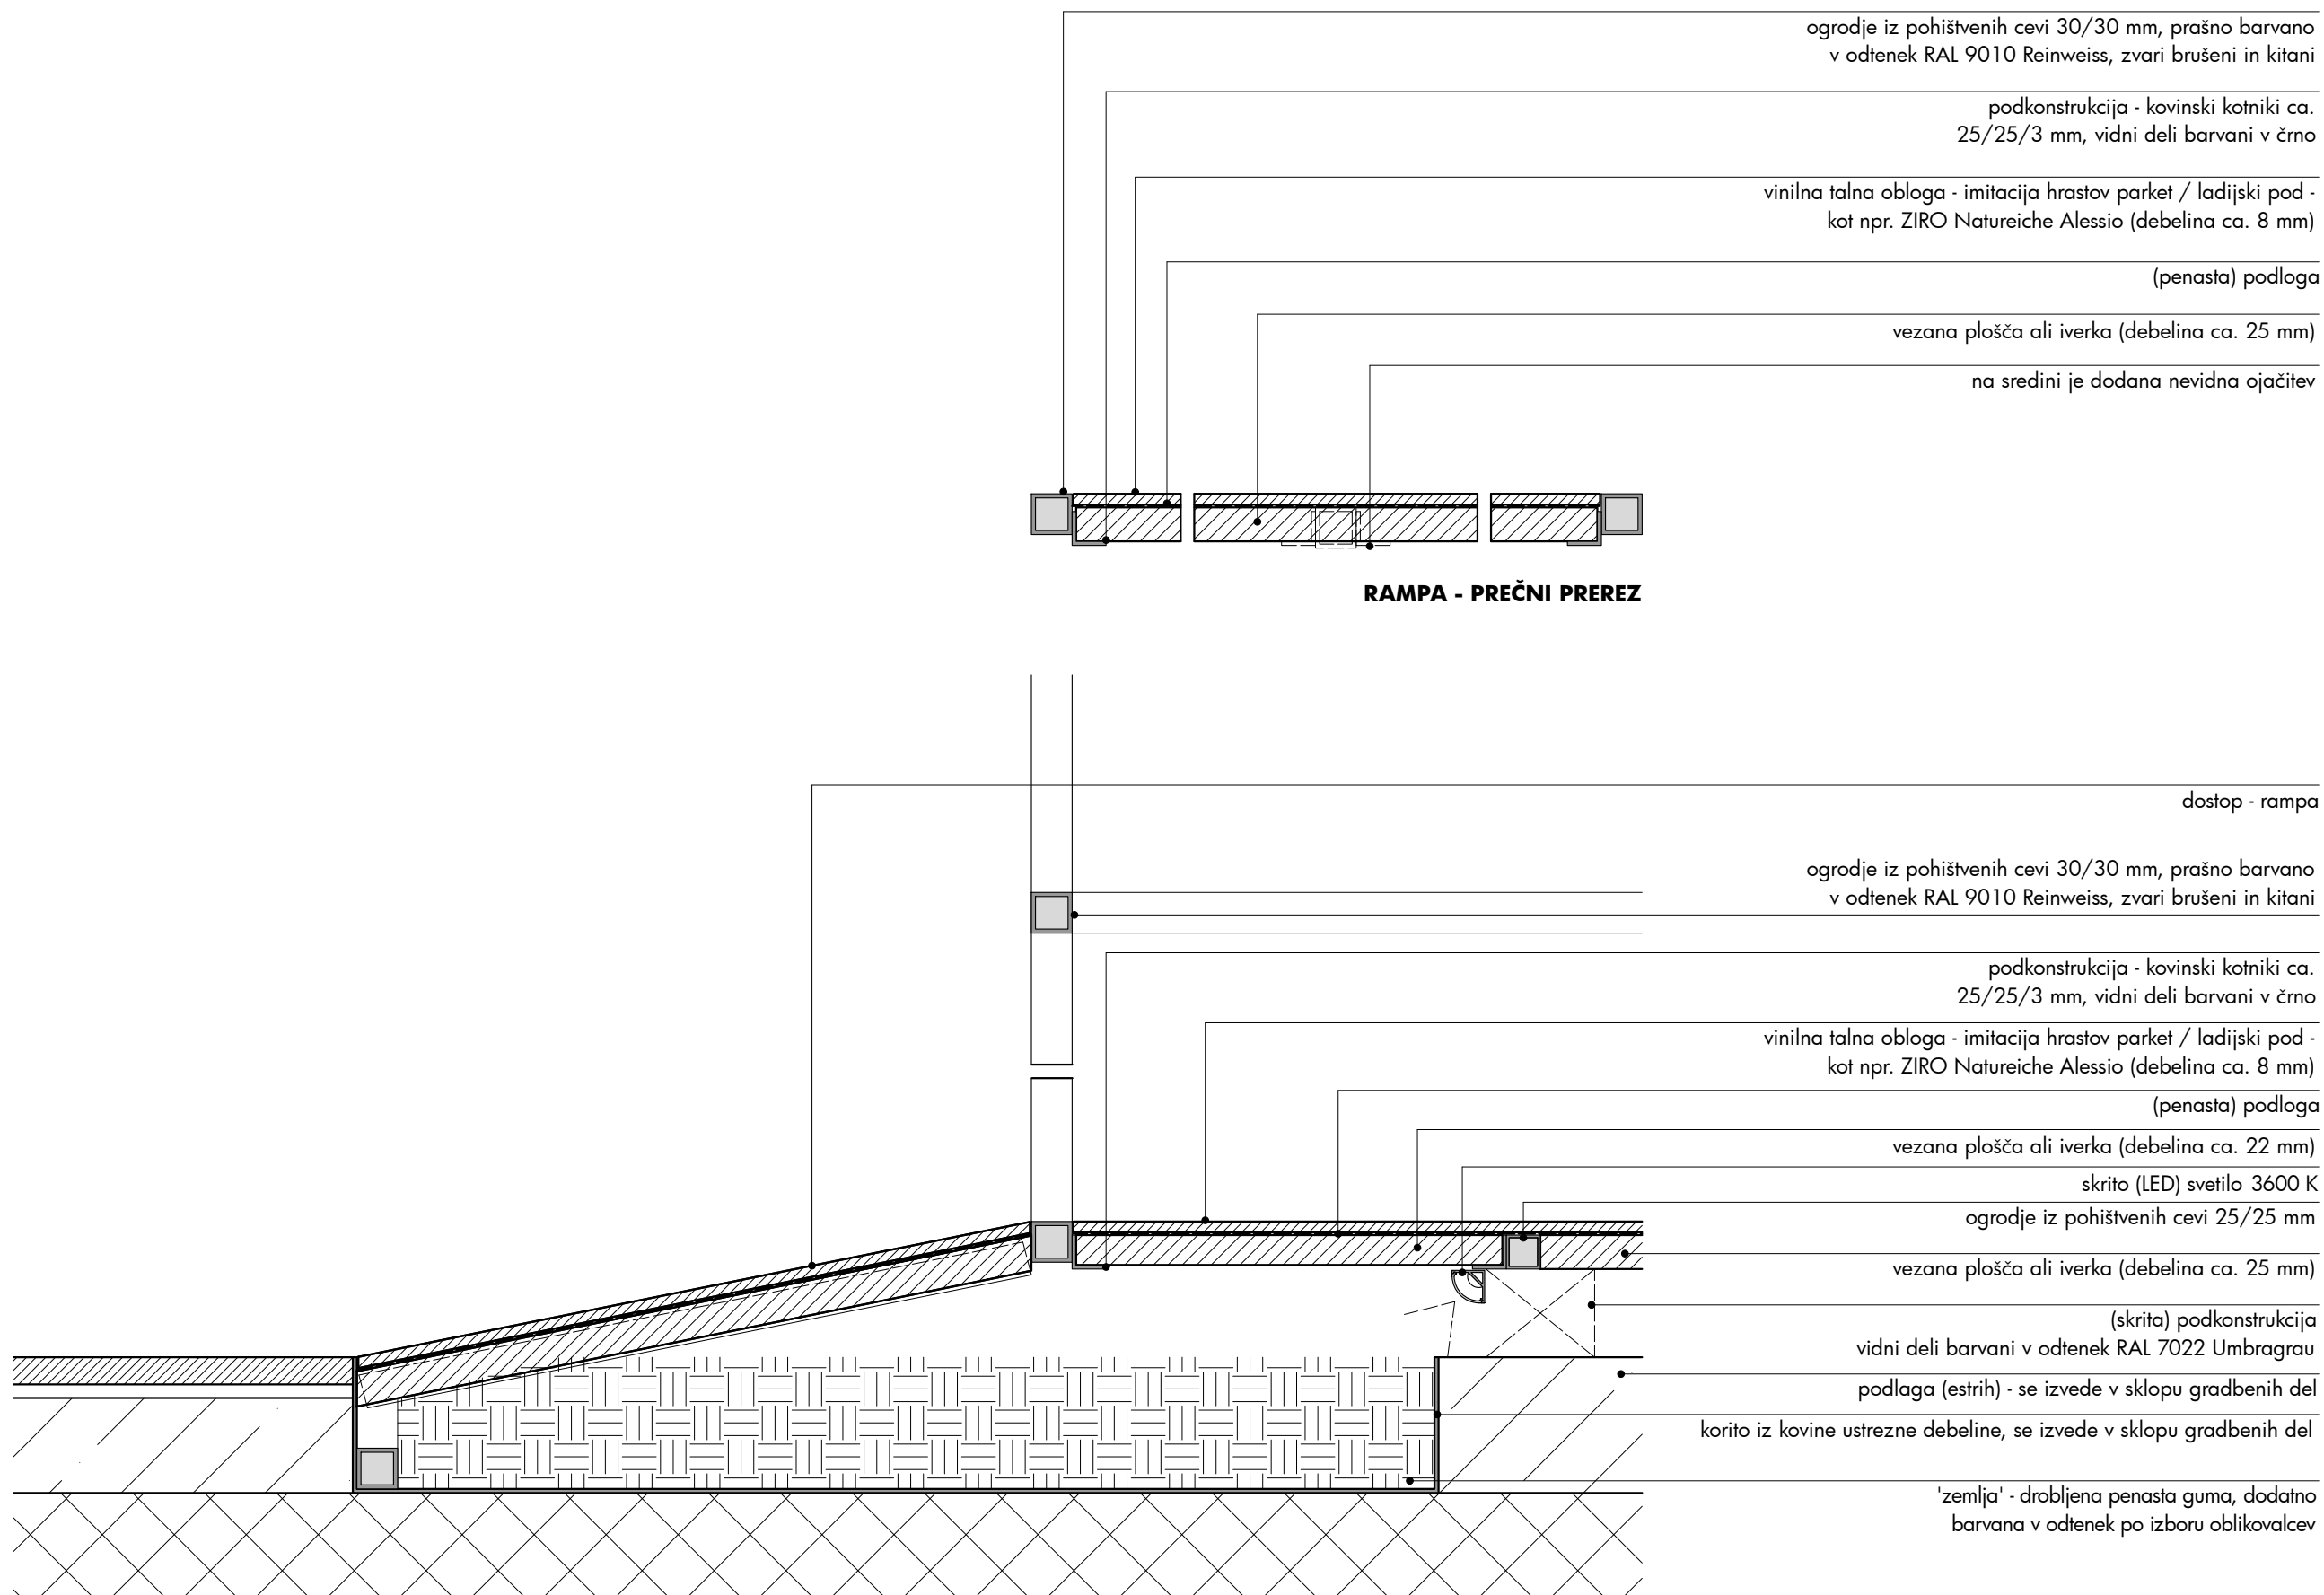 ogrodje iz pohištvenih cevi 30/30 mm, prašno barvano
v odtenek RAL 9010 Reinweiss, zvari brušeni in kitani
podkonstrukcija - kovinski kotniki ca.
25/25/3 mm, vidni deli barvani v črno
vinilna talna obloga - imitacija hrastov parket / ladijski pod -
kot npr. ZIRO Natureiche Alessio (debelina ca. 8 mm)
(penasta) podloga
vezana plošča ali iverka (debelina ca. 25 mm)
na sredini je dodana nevidna ojačitev
RAMPA - PREČNI PREREZ
dostop - rampa
ogrodje iz pohištvenih cevi 30/30 mm, prašno barvano
v odtenek RAL 9010 Reinweiss, zvari brušeni in kitani
podkonstrukcija - kovinski kotniki ca.
25/25/3 mm, vidni deli barvani v črno
vinilna talna obloga - imitacija hrastov parket / ladijski pod -
kot npr. ZIRO Natureiche Alessio (debelina ca. 8 mm)
(penasta) podloga
vezana plošča ali iverka (debelina ca. 22 mm)
skrito (LED) svetilo 3600 K
ogrodje iz pohištvenih cevi 25/25 mm
vezana plošča ali iverka (debelina ca. 25 mm)
(skrita) podkonstrukcija
vidni deli barvani v odtenek RAL 7022 Umbragrau
podlaga (estrih) - se izvede v sklopu gradbenih del
korito iz kovine ustrezne debeline, se izvede v sklopu gradbenih del
'zemlja' - drobljena penasta guma, dodatno
barvana v odtenek po izboru oblikovalcev